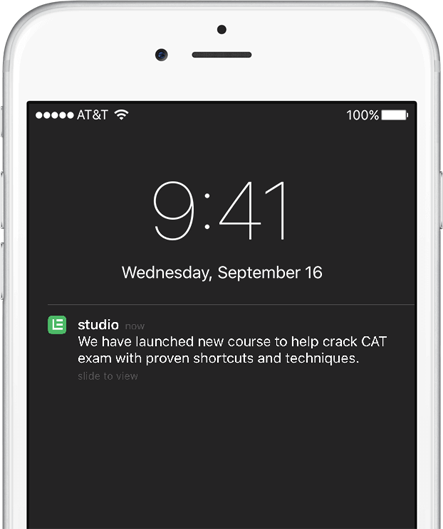 AT&T 100%
9:41
Wednesday, September 16
studio now
We have launched new course to help crack CAT
exam with proven shortcuts and techniques.
slide to view